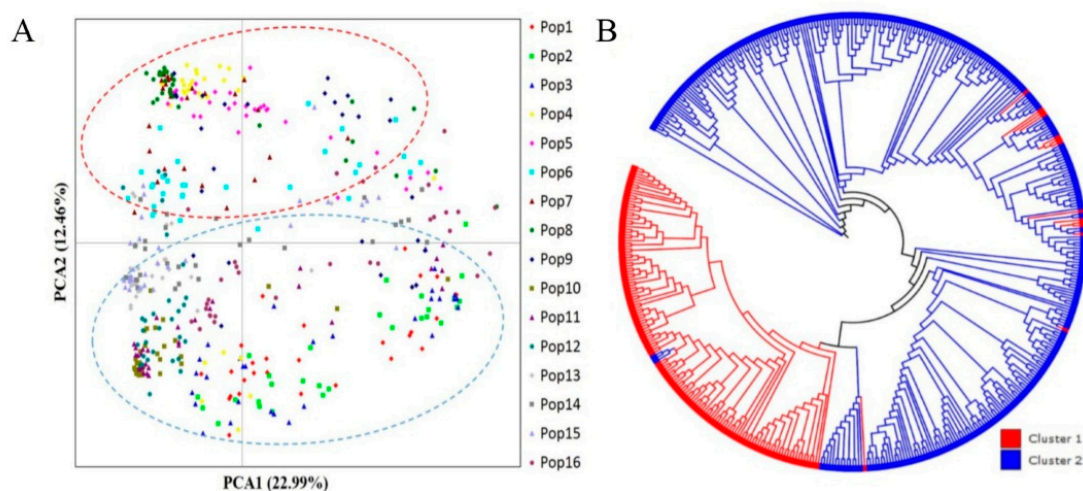 A
PCA2 (12.46%)
PCA1 (22.99%)
Pop1
Pop2
Pop3
Pop4
Pop5
Pop6
Pop7
Pop8
Pop9
Pop10
Pop11
Pop12
Pop13
Pop14
Pop15
Pop16
B
Cluster 1
Cluster 2